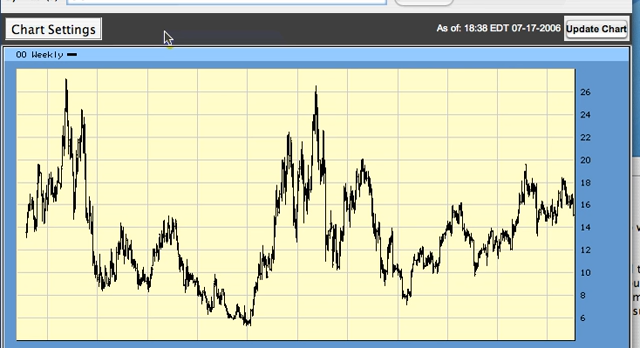 Chart Settings
As of: 18:38 EDT 07-17-2006
Update Chart
OO Weekly
26
24
22
20
18
16
14
12
10
8
6